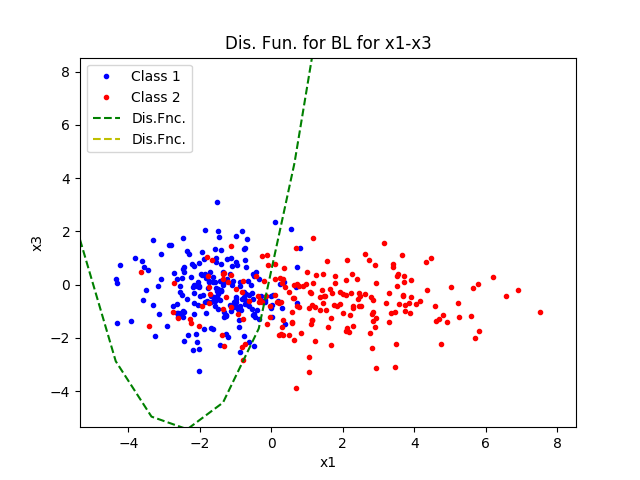 Dis. Fun. for BL for x1-x3
Class 1
Class 2
Dis.Fnc.
Dis.Fnc.
8
6
4
2
0
−2
−4
x3
−4 −2 0 2 4 6 8
x1